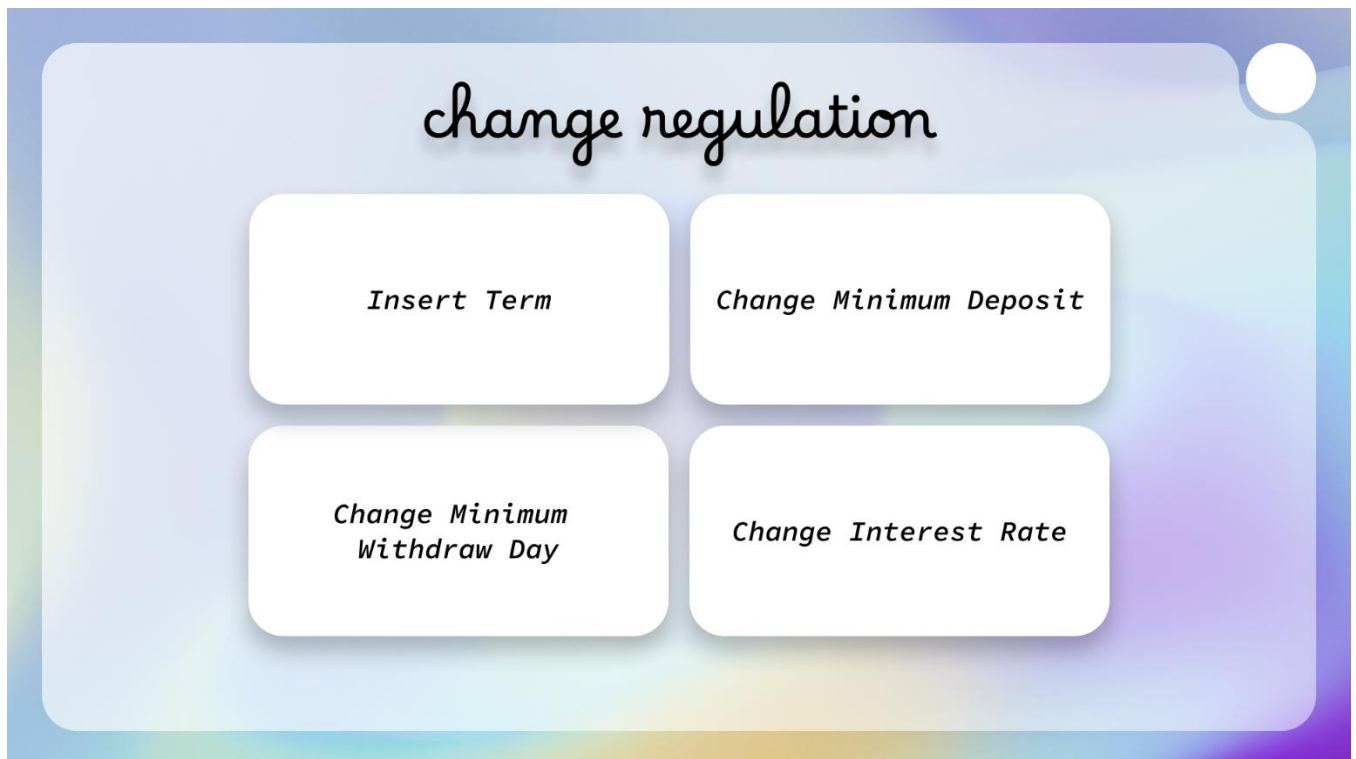 change regulation
Insert Term
Change Minimum Deposit
Change Minimum
Withdraw Day
Change Interest Rate